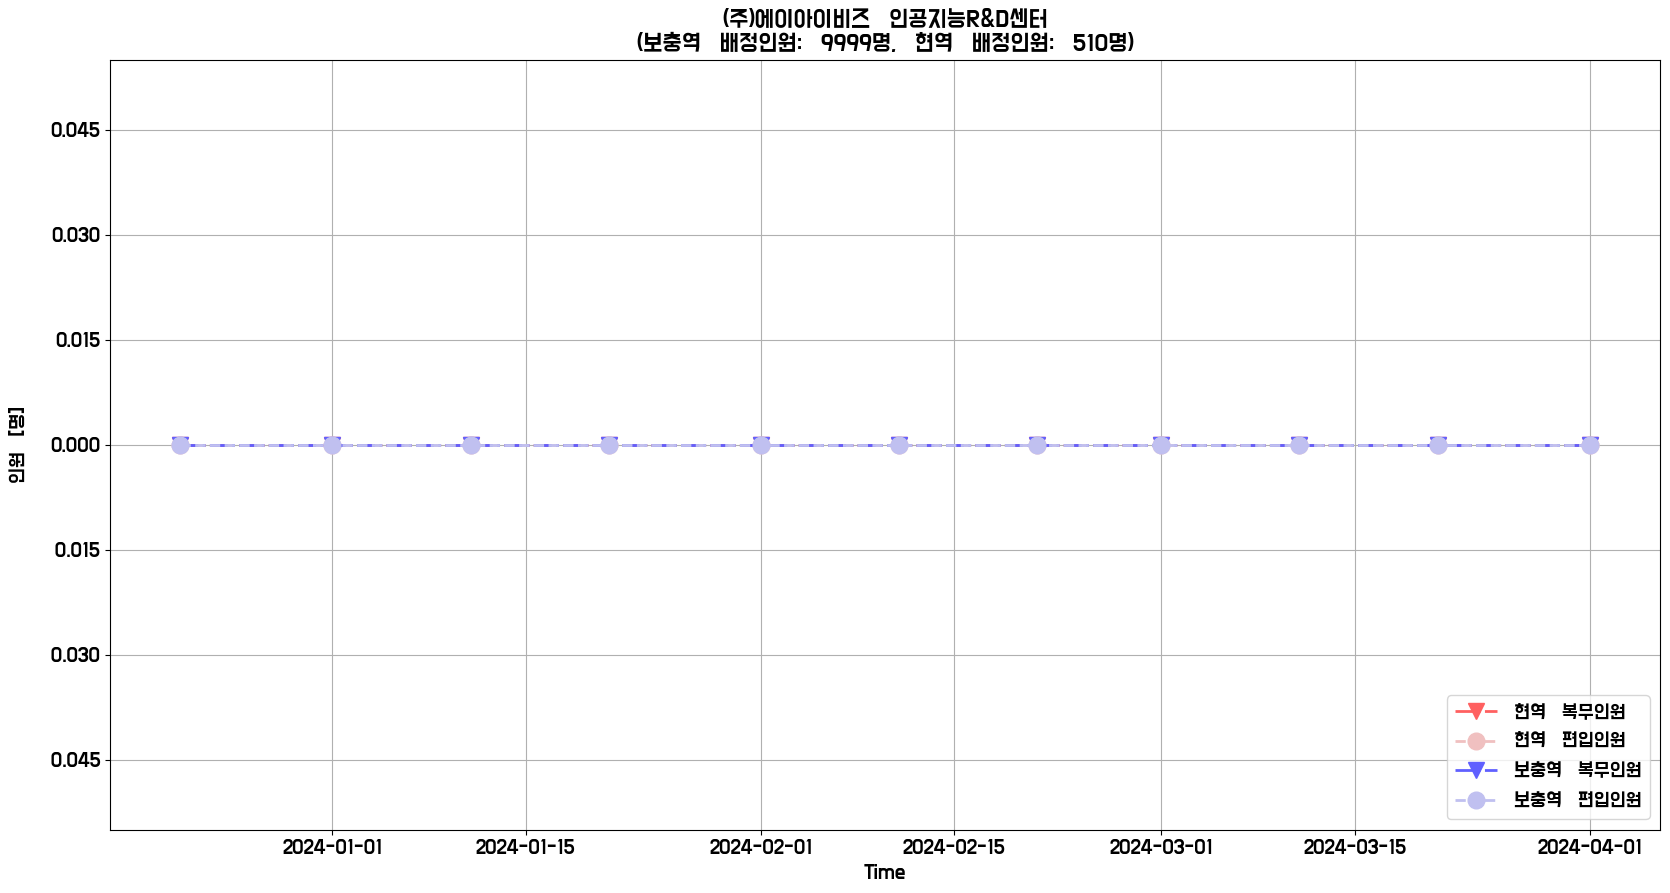 (주)에이아이비즈 인공지능R&D센터
(보충역 배정인원: 9999명, 현역 배정인원: 510명)
0.045
0.030
0.015
0.000
0.015
0.030
0.045
인원 [명]
현역 복무인원
현역 편입인원
보충역 복무인원
보충역 편입인원
2024-01-01 2024-01-15 2024-02-01 2024-02-15 2024-03-01 2024-03-15 2024-04-01
Time